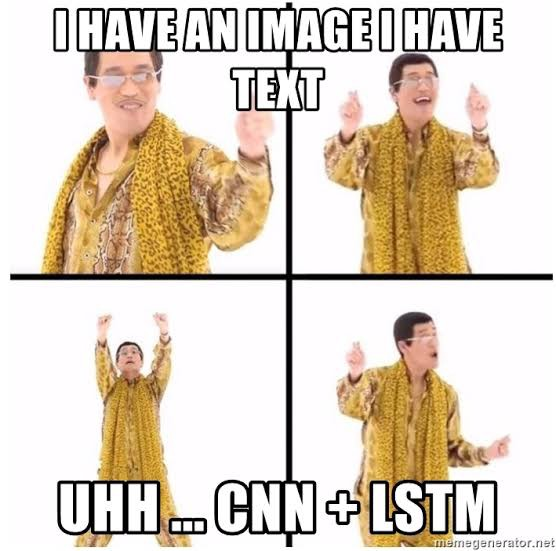 I HAVE AN IMAGE I HAVE
TEXT
UHH ... CNN + LSTM
memegenerator.net